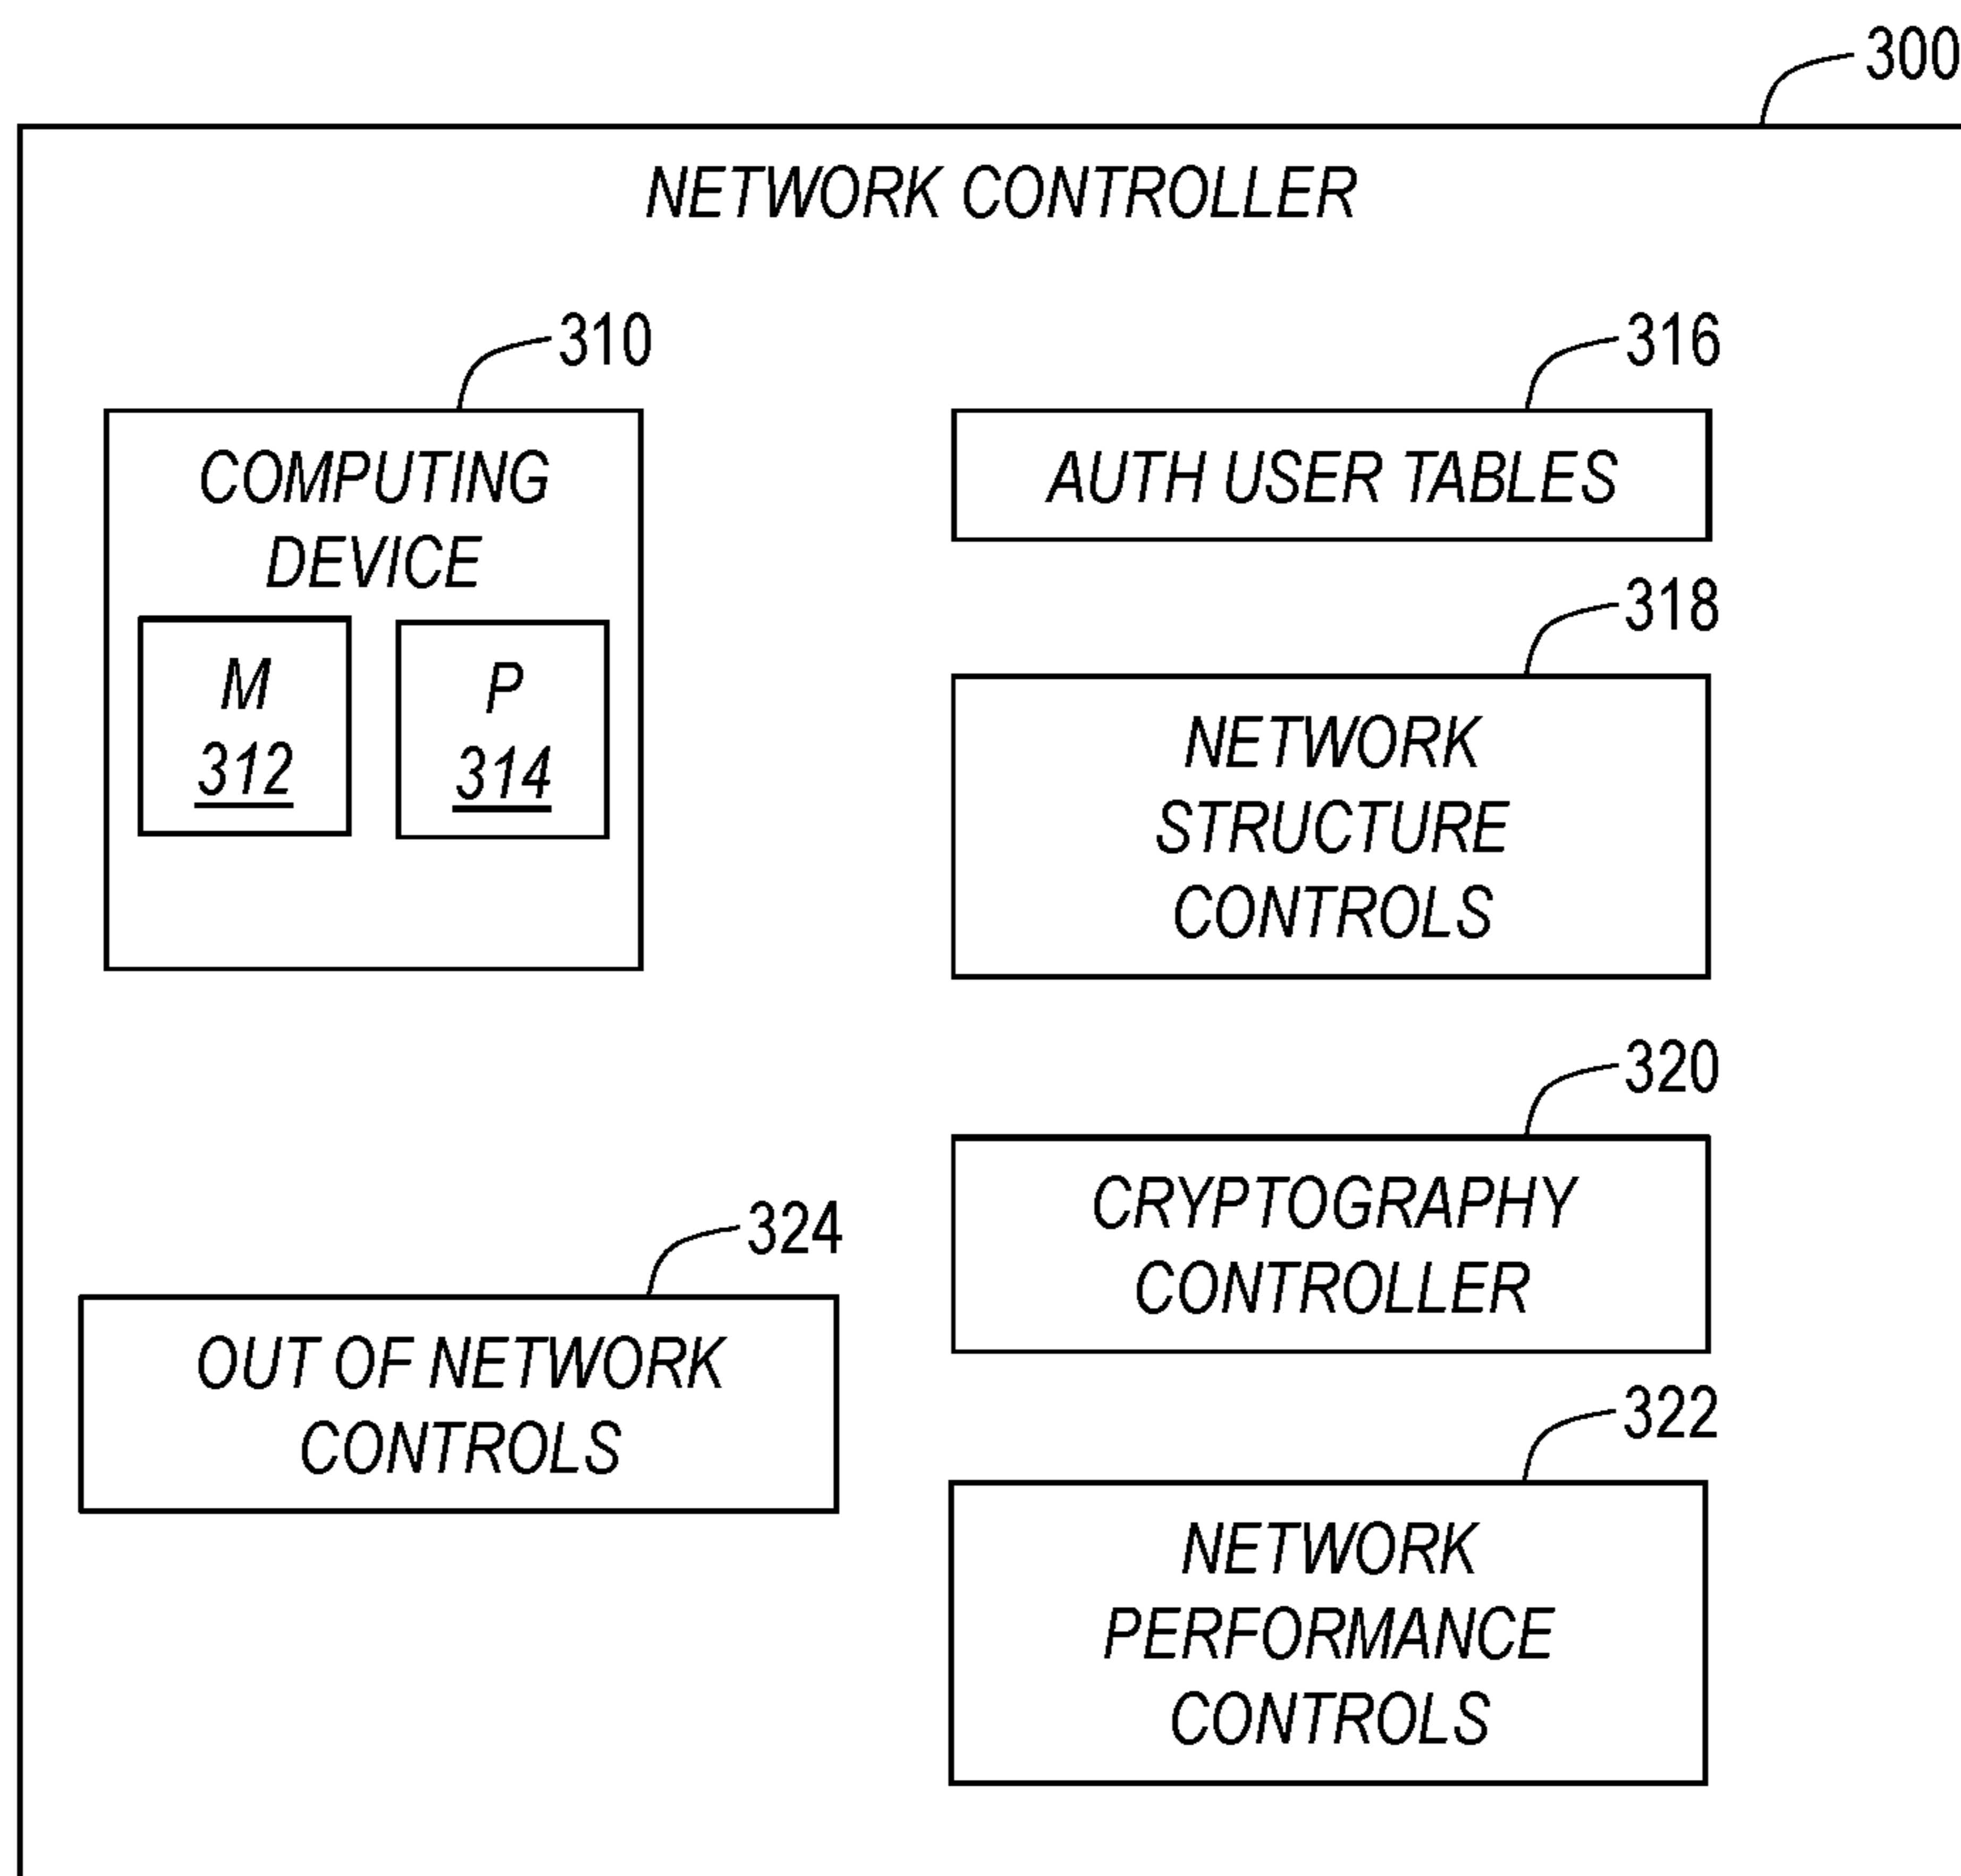 300
NETWORK CONTROLLER
310
COMPUTING
DEVICE
M
312
P
314
316
AUTH USER TABLES
318
NETWORK
STRUCTURE
CONTROLS
320
CRYPTOGRAPHY
CONTROLLER
324
OUT OF NETWORK
CONTROLS
322
NETWORK
PERFORMANCE
CONTROLS